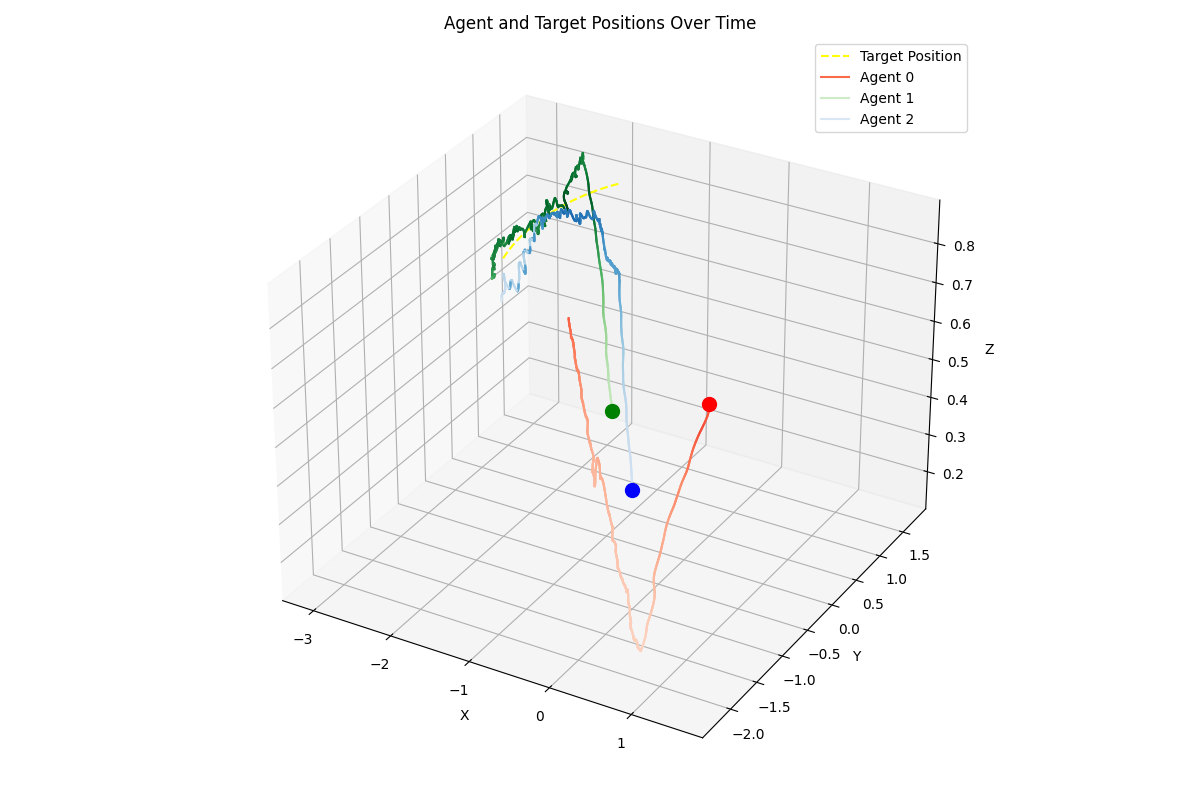 Agent and Target Positions Over Time
Target Position
Agent 0
Agent 1
Agent 2
0.8
0.7
0.6
0.5
0.4
0.3
0.2
Z
1.5
1.0
0.5
0.0
−0.5
−1.0
−1.5
−2.0
Y
−3
−2
−1
0
1
X